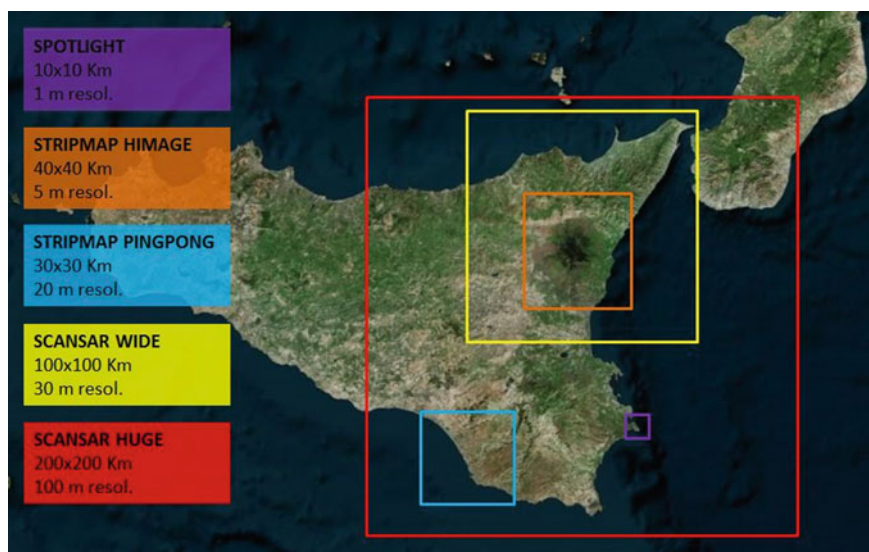 SPOTLIGHT
10x10 Km
1 m resol.
STRIPMAP HIMAGE
40x40 Km
5 m resol.
STRIPMAP PINGPONG
30x30 Km
20 m resol.
SCANSAR WIDE
100x100 Km
30 m resol.
SCANSAR HUGE
200x200 Km
100 m resol.